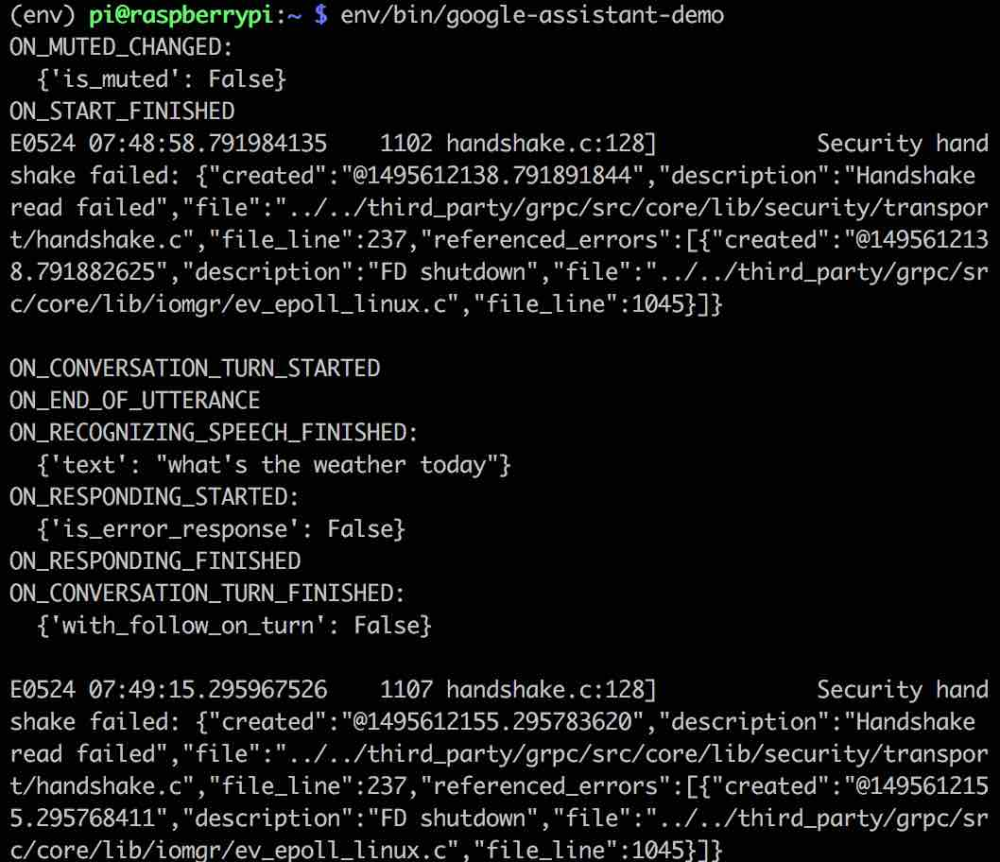 (env) pi@raspberrypi:~ $ env/bin/google-assistant-demo
ON_MUTED_CHANGED:
  {'is_muted': False}
ON_START_FINISHED
E0524 07:48:58.791984135    1102 handshake.c:128]            Security hand
shake failed: {"created":"@1495612138.791891844","description":"Handshake
read failed","file":"../../third_party/grpc/src/core/lib/security/transpor
t/handshake.c","file_line":237,"referenced_errors":[{"created":"@149561213
8.791882625","description":"FD shutdown","file":"../../third_party/grpc/sr
c/core/lib/iomgr/ev_epoll_linux.c","file_line":1045}]}

ON_CONVERSATION_TURN_STARTED
ON_END_OF_UTTERANCE
ON_RECOGNIZING_SPEECH_FINISHED:
  {'text': "what's the weather today"}
ON_RESPONDING_STARTED:
  {'is_error_response': False}
ON_RESPONDING_FINISHED
ON_CONVERSATION_TURN_FINISHED:
  {'with_follow_on_turn': False}

E0524 07:49:15.295967526    1107 handshake.c:128]            Security hand
shake failed: {"created":"@1495612155.295783620","description":"Handshake
read failed","file":"../../third_party/grpc/src/core/lib/security/transpor
t/handshake.c","file_line":237,"referenced_errors":[{"created":"@149561215
5.295768411","description":"FD shutdown","file":"../../third_party/grpc/sr
c/core/lib/iomgr/ev_epoll_linux.c","file_line":1045}]}